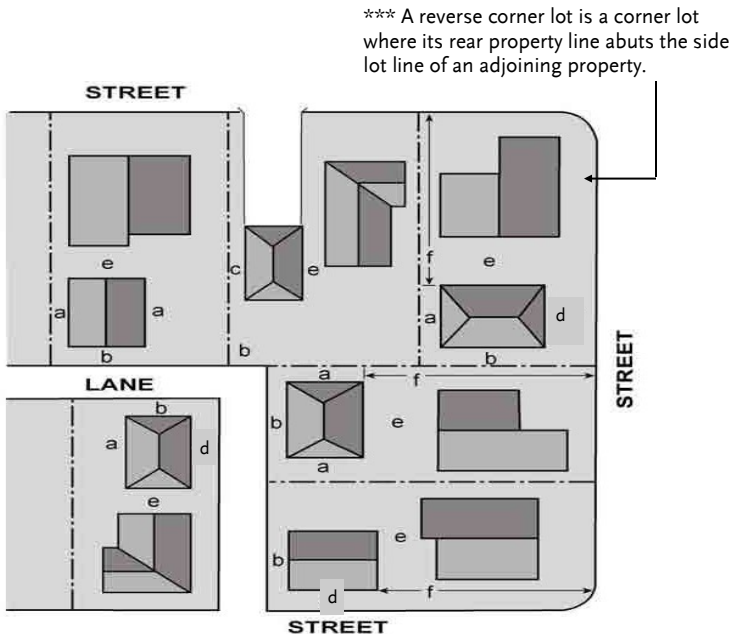 *** A reverse corner lot is a corner lot
where its rear property line abuts the side
lot line of an adjoining property.
STREET
f
c
e
e
e
a
a
a
d
b
b
b
LANE
a
f
STREET
b
b
e
a
d
a
e
e
b
d
f
STREET